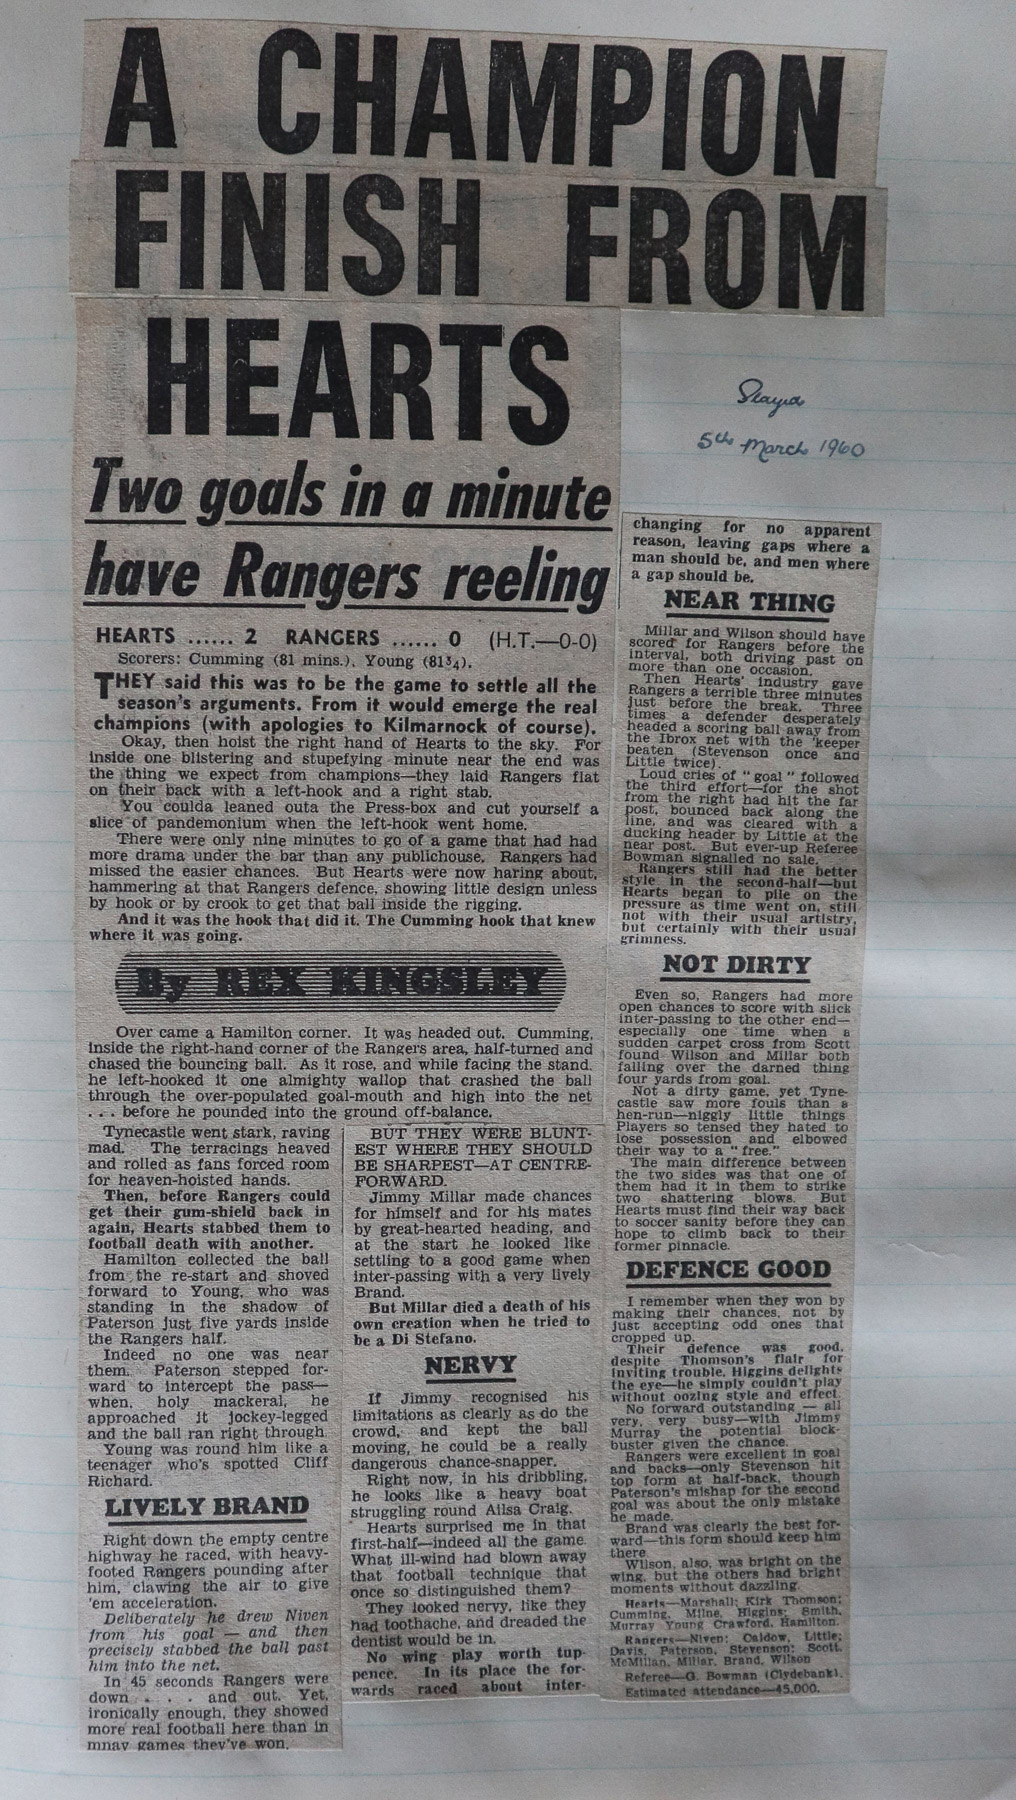 A CHAMPION
FINISH FROM
HEARTS
Played
5th March 1960
Two goals in a minute
have Rangers reeling
HEARTS ...... 2 RANGERS ...... 0 (H.T.—0-0)
Scorers: Cumming (81 mins.), Young (81¾).
THEY said this was to be the game to settle all the
season's arguments. From it would emerge the real
champions (with apologies to Kilmarnock of course).
Okay, then hoist the right hand of Hearts to the sky. For
inside one blistering and stupefying minute near the end was
the thing we expect from champions—they laid Rangers flat
on their back with a left-hook and a right stab.
You coulda leaned outa the Press-box and cut yourself a
slice of pandemonium when the left-hook went home.
There were only nine minutes to go of a game that had had
more drama under the bar than any publichouse. Rangers had
missed the easier chances. But Hearts were now haring about,
hammering at that Rangers defence, showing little design unless
by hook or by crook to get that ball inside the rigging.
And it was the hook that did it. The Cumming hook that knew
where it was going.
By REX KINGSLEY
Over came a Hamilton corner. It was headed out. Cumming,
inside the right-hand corner of the Rangers area, half-turned and
chased the bouncing ball. As it rose, and while facing the stand,
he left-hooked it one almighty wallop that crashed the ball
through the over-populated goal-mouth and high into the net
. . . before he pounded into the ground off-balance.
Tynecastle went stark, raving
mad. The terracings heaved
and rolled as fans forced room
for heaven-hoisted hands.
Then, before Rangers could
get their gum-shield back in
again, Hearts stabbed them to
football death with another.
Hamilton collected the ball
from the re-start and shoved
forward to Young, who was
standing in the shadow of
Paterson just five yards inside
the Rangers half.
Indeed no one was near
them. Paterson stepped for-
ward to intercept the pass—
when, holy mackeral, he
approached it jockey-legged
and the ball ran right through.
Young was round him like a
teenager who's spotted Cliff
Richard.
LIVELY BRAND
Right down the empty centre
highway he raced, with heavy-
footed Rangers pounding after
him, clawing the air to give
'em acceleration.
Deliberately he drew Niven
from his goal — and then
precisely stabbed the ball past
him into the net.
In 45 seconds Rangers were
down . . . and out. Yet,
ironically enough, they showed
more real football here than in
mnay games they've won.
BUT THEY WERE BLUNT-
EST WHERE THEY SHOULD
BE SHARPEST—AT CENTRE-
FORWARD.
Jimmy Millar made chances
for himself and for his mates
by great-hearted heading, and
at the start he looked like
settling to a good game when
inter-passing with a very lively
Brand.
But Millar died a death of his
own creation when he tried to
be a Di Stefano.
NERVY
If Jimmy recognised his
limitations as clearly as do the
crowd, and kept the ball
moving, he could be a really
dangerous chance-snapper.
Right now, in his dribbling,
he looks like a heavy boat
struggling round Ailsa Craig.
Hearts surprised me in that
first-half—indeed all the game.
What ill-wind had blown away
that football technique that
once so distinguished them?
They looked nervy, like they
had toothache, and dreaded the
dentist would be in.
No wing play worth tup-
pence. In its place the for-
wards raced about inter-
changing for no apparent
reason, leaving gaps where a
man should be, and men where
a gap should be.
NEAR THING
Millar and Wilson should have
scored for Rangers before the
interval, both driving past on
more than one occasion.
Then Hearts' industry gave
Rangers a terrible three minutes
just before the break. Three
times a defender desperately
headed a scoring ball away from
the Ibrox net with the 'keeper
beaten (Stevenson once and
Little twice).
Loud cries of "goal" followed
the third effort—for the shot
from the right had hit the far
post, bounced back along the
line, and was cleared with a
ducking header by Little at the
near post. But ever-up Referee
Bowman signalled no sale.
Rangers still had the better
style in the second-half—but
Hearts began to pile on the
pressure as time went on, still
not with their usual artistry,
but certainly with their usual
grimness.
NOT DIRTY
Even so, Rangers had more
open chances to score with slick
inter-passing to the other end—
especially one time when a
sudden carpet cross from Scott
found Wilson and Millar both
falling over the darned thing
four yards from goal.
Not a dirty game, yet Tyne-
castle saw more fouls than a
hen-run—niggly little things.
Players so tensed they hated to
lose possession and elbowed
their way to a "free."
The main difference between
the two sides was that one of
them had it in them to strike
two shattering blows. But
Hearts must find their way back
to soccer sanity before they can
hope to climb back to their
former pinnacle.
DEFENCE GOOD
I remember when they won by
making their chances, not by
just accepting odd ones that
cropped up.
Their defence was good,
despite Thomson's flair for
inviting trouble. Higgins delights
the eye—he simply couldn't play
without oozing style and effect.
No forward outstanding — all
very, very busy—with Jimmy
Murray the potential block-
buster given the chance.
Rangers were excellent in goal
and backs—only Stevenson hit
top form at half-back, though
Paterson's mishap for the second
goal was about the only mistake
he made.
Brand was clearly the best for-
ward—this form should keep him
there.
Wilson, also, was bright on the
wing, but the others had bright
moments without dazzling.
Hearts—Marshall; Kirk Thomson;
Cumming, Milne, Higgins; Smith,
Murray Young Crawford, Hamilton.
Rangers—Niven; Caldow, Little;
Davis, Paterson, Stevenson; Scott,
McMillan, Millar, Brand, Wilson
Referee—G. Bowman (Clydebank).
Estimated attendance—45,000.